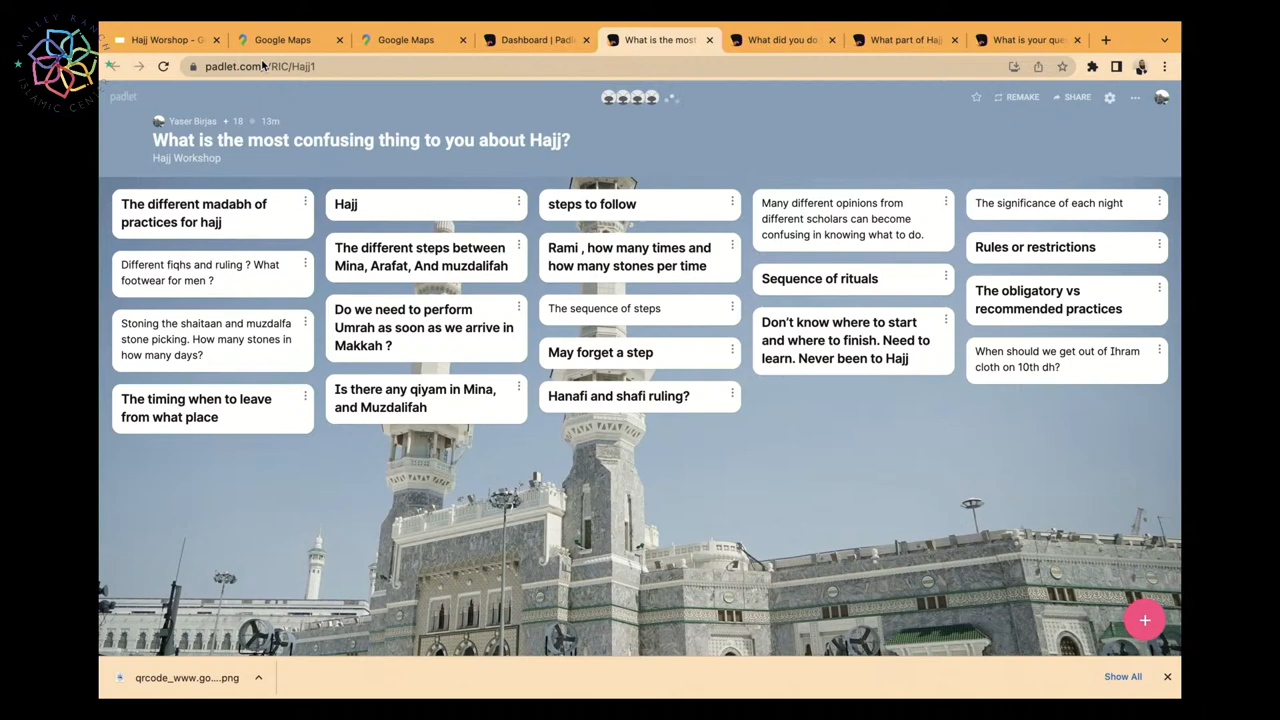 VALLEY RANCH
ISLAMIC CENTER
Hajj Worshop - G
Google Maps
Google Maps
Dashboard | Padl
What is the most
What did you do
What part of Hajj
What is your que
padlet.com
/RIC/Hajj1
padlet
REMAKE
SHARE
Yaser Birjas + 18 13m
What is the most confusing thing to you about Hajj?
Hajj Workshop
The different madabh of
practices for hajj
Different fiqhs and ruling ? What
footwear for men ?
Stoning the shaitaan and muzdalfa
stone picking. How many stones in
how many days?
The timing when to leave
from what place
Hajj
The different steps between
Mina, Arafat, And muzdalifah
Do we need to perform
Umrah as soon as we arrive in
Makkah ?
Is there any qiyam in Mina,
and Muzdalifah
steps to follow
Rami , how many times and
how many stones per time
The sequence of steps
May forget a step
Hanafi and shafi ruling?
Many different opinions from
different scholars can become
confusing in knowing what to do.
Sequence of rituals
Don't know where to start
and where to finish. Need to
learn. Never been to Hajj
The significance of each night
Rules or restrictions
The obligatory vs
recommended practices
When should we get out of Ihram
cloth on 10th dh?
qrcode_www.go....png
Show All